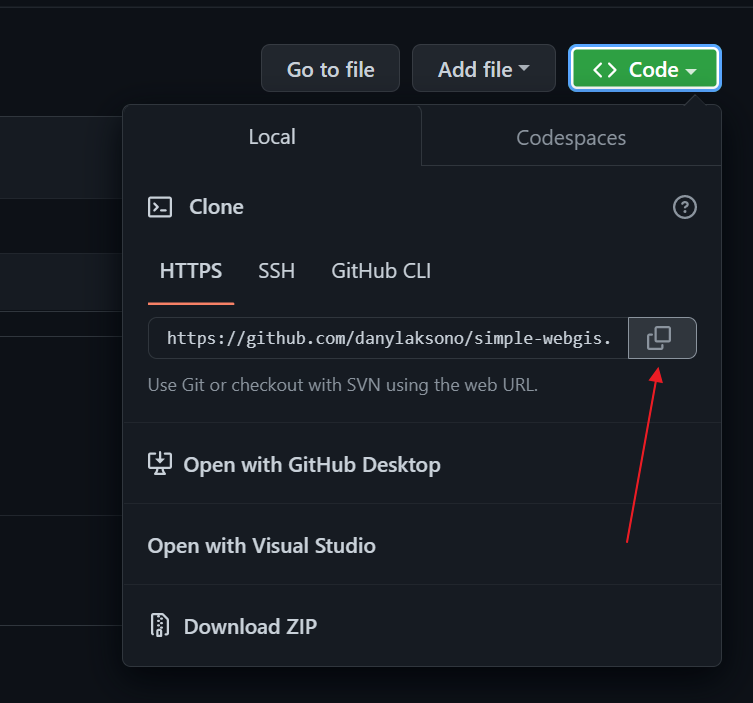 Go to file
Add file
<> Code
Local
Codespaces
Clone
?
HTTPS
SSH
GitHub CLI
https://github.com/danylaksono/simple-webgis.
Use Git or checkout with SVN using the web URL.
Open with GitHub Desktop
Open with Visual Studio
Download ZIP